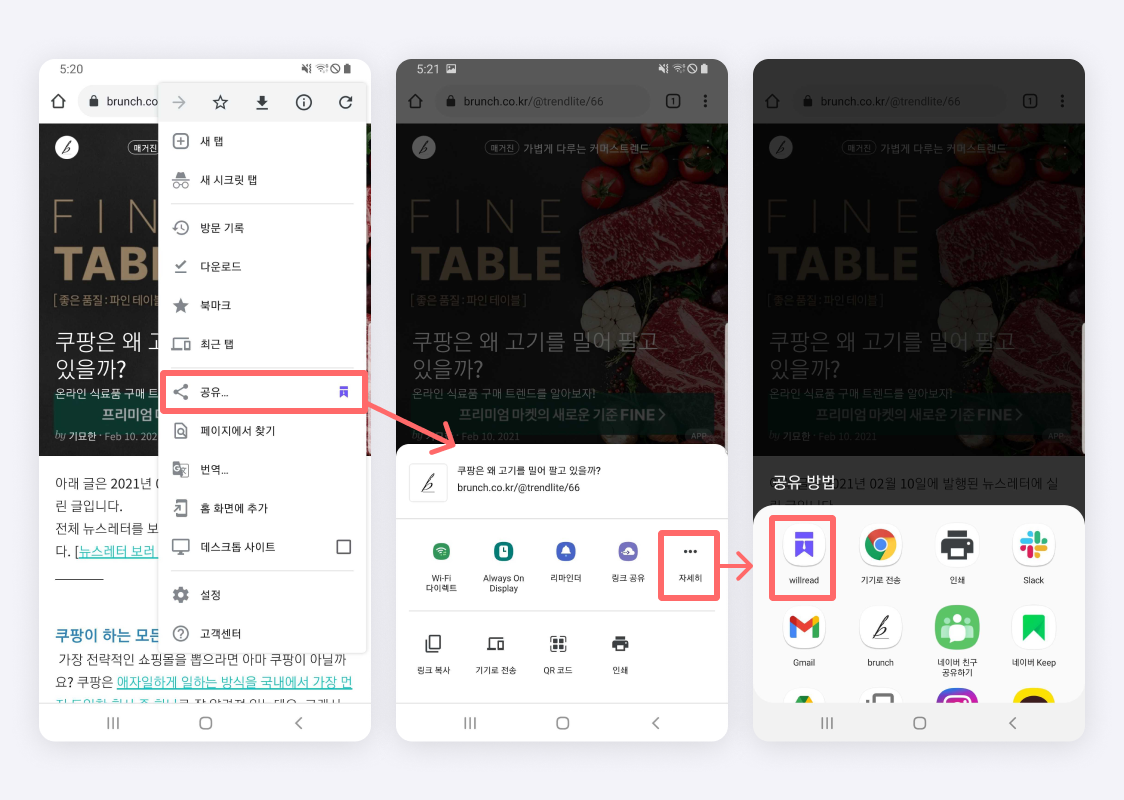 5:20
brunch.co
매거진
FINE
TABL
[좋은품질:파인 테이블
쿠팡은 왜 고
있을까?
온라인 식료품 구매 트
프리미엄 마
by 기묘한 · Feb 10, 202
아래 글은 2021년 0
린 글입니다.
전체 뉴스레터를 보
다. [뉴스레터 보러
쿠팡이 하는 모든
가장 전략적인 쇼핑몰을 뽑으라면 아마 쿠팡이 아닐까
요? 쿠팡은 애자일하게 일하는 방식을 국내에서 가장 먼
새 탭
새 시크릿 탭
방문 기록
다운로드
북마크
최근 탭
공유...
페이지에서 찾기
번역...
홈 화면에 추가
데스크톱 사이트
설정
고객센터
5:21
brunch.co.kr/@trendlite/66
1
매거진 가볍게 다루는 커머스트렌드
FINE
TABLE
[좋은품질:파인 테이블]
쿠팡은 왜 고기를 밀어 팔고
있을까?
온라인 식료품 구매 트렌드를 알아보자!
프리미엄 마켓의 새로운 기준 FINE >
by 기묘한 · Feb 10, 2021
APP
쿠팡은 왜 고기를 밀어 팔고 있을까?
brunch.co.kr/@trendlite/66
Wi-Fi
다이렉트
Always On
Display
리마인더
링크 공유
자세히
링크 복사
기기로 전송
QR 코드
인쇄
brunch.co.kr/@trendlite/66
1
매거진 가볍게 다루는 커머스트렌드
FINE
TABLE
[좋은품질:파인 테이블]
쿠팡은 왜 고기를 밀어 팔고
있을까?
온라인 식료품 구매 트렌드를 알아보자!
프리미엄 마켓의 새로운 기준 FINE >
by 기묘한 · Feb 10, 2021
APP
공유 방법
2021년 02월 10일에 발행된 뉴스레터에 실
린 글입니다.
willread
기기로 전송
인쇄
Slack
Gmail
brunch
네이버 친구
공유하기
네이버 Keep